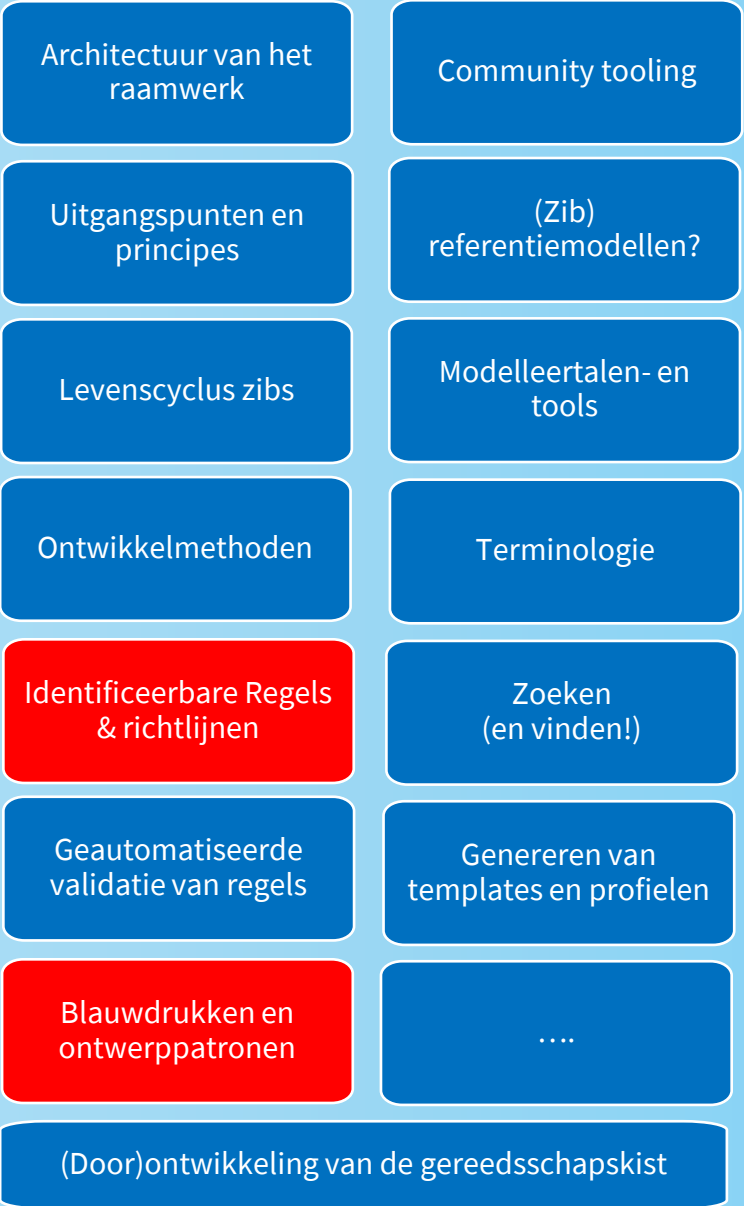 Architectuur van het
raamwerk
Community tooling
Uitgangspunten en
principes
(Zib)
referentiemodellen?
Levenscyclus zibs
Modelleertalen- en
tools
Ontwikkelmethoden
Terminologie
Identificeerbare Regels
& richtlijnen
Zoeken
(en vinden!)
Geautomatiseerde
validatie van regels
Genereren van
templates en profielen
Blauwdrukken en
ontwerppatronen
….
(Door)ontwikkeling van de gereedsschapskist